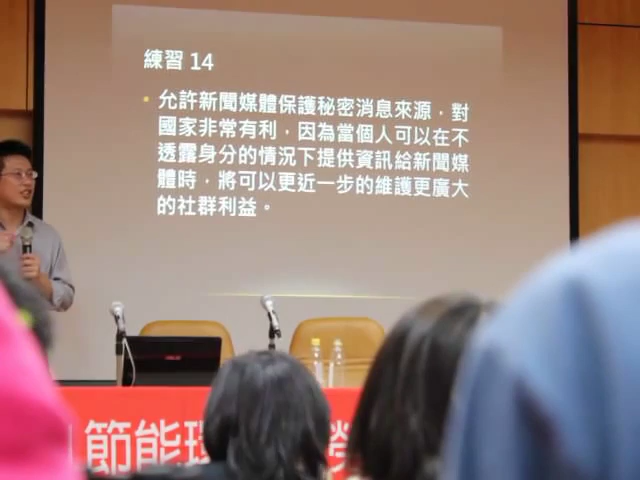 練習 14
• 允許新聞媒體保護秘密消息來源，對
國家非常有利，因為當個人可以在不
透露身分的情況下提供資訊給新聞媒
體時，將可以更近一步的維護更廣大
的社群利益。
節能環